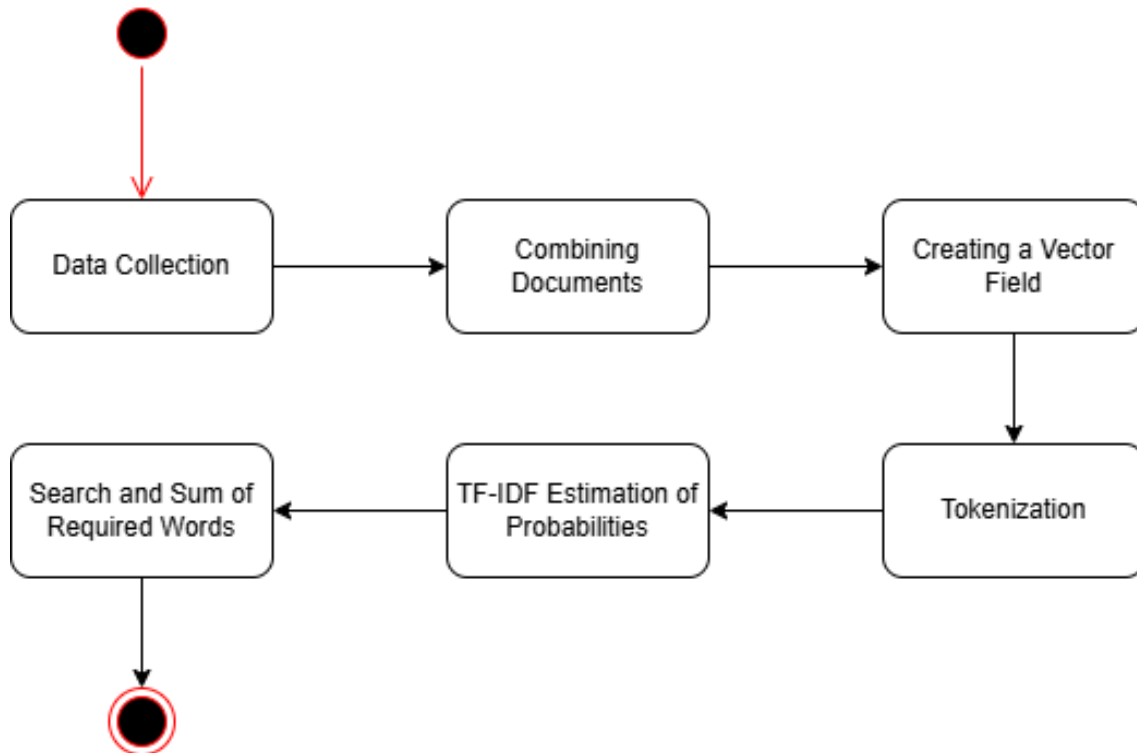 Data Collection
Combining
Documents
Creating a Vector
Field
Tokenization
TF-IDF Estimation of
Probabilities
Search and Sum of
Required Words